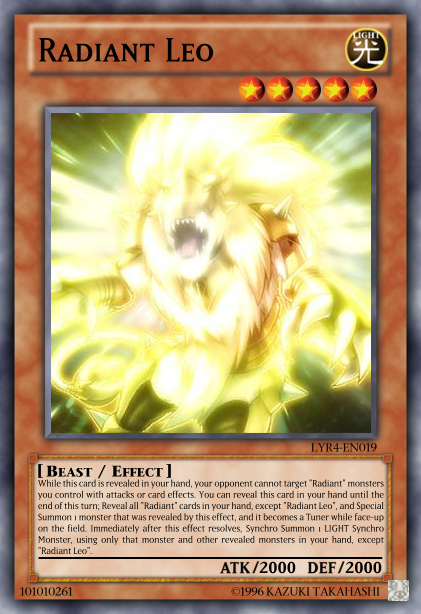 RADIANT LEO
LIGHT
光
LYR4-EN019
[ BEAST / EFFECT ]
While this card is revealed in your hand, your opponent cannot target "Radiant" monsters
you control with attacks or card effects. You can reveal this card in your hand until the
end of this turn; Reveal all "Radiant" cards in your hand, except "Radiant Leo", and Special
Summon 1 monster that was revealed by this effect, and it becomes a Tuner while face-up
on the field. Immediately after this effect resolves, Synchro Summon 1 LIGHT Synchro
Monster, using only that monster and other revealed monsters in your hand, except
"Radiant Leo".
ATK/2000 DEF/2000
101010261 ©1996 KAZUKI TAKAHASHI